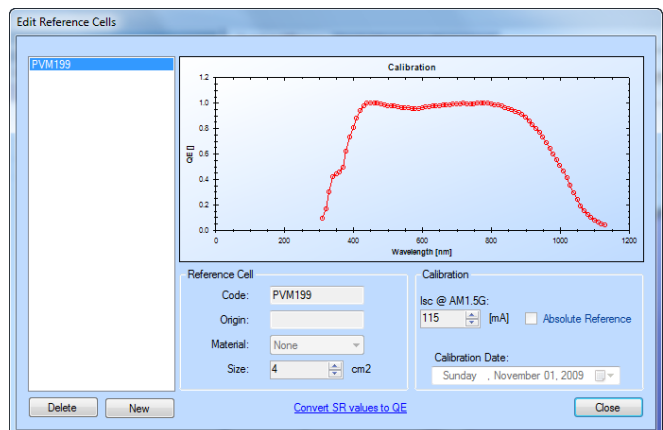 Edit Reference Cells
PVM199
Calibration
1.2
1.0
0.8
0.6
0.4
0.2
0.0
QE []
0 200 400 600 800 1000 1200
Wavelength [nm]
Reference Cell
Code: PVM199
Origin:
Material: None
Size: 4 cm2
Calibration
Isc @ AM1.5G:
115 [mA] Absolute Reference
Calibration Date:
Sunday , November 01, 2009
Delete New Convert SR values to QE Close